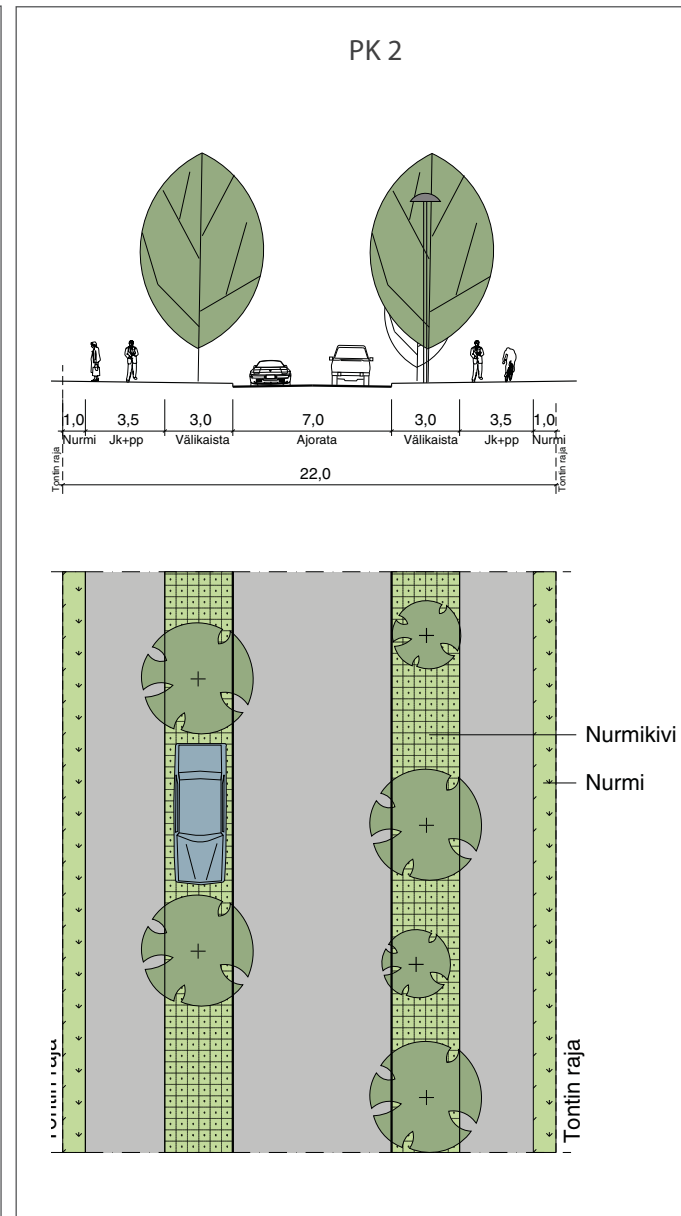 PK 2
1,0 3,5 3,0 7,0 3,0 3,5 1,0
Nurmi Jk+pp Välikaista Ajorata Välikaista Jk+pp Nurmi
Tontin raja
22,0
Tontin raja
Nurmikivi
Nurmi
Tontin raja
Tontin raja